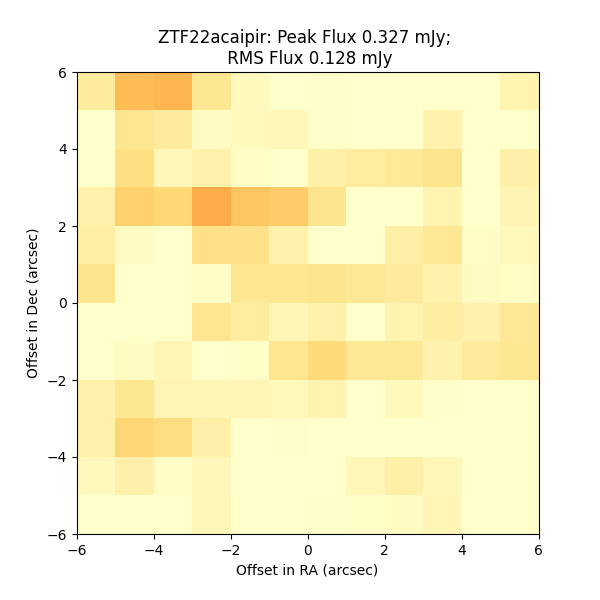 ZTF22acaipir: Peak Flux 0.327 mJy;
RMS Flux 0.128 mJy
6
4
2
0
−2
−4
−6
Offset in Dec (arcsec)
−6 −4 −2 0 2 4 6
Offset in RA (arcsec)